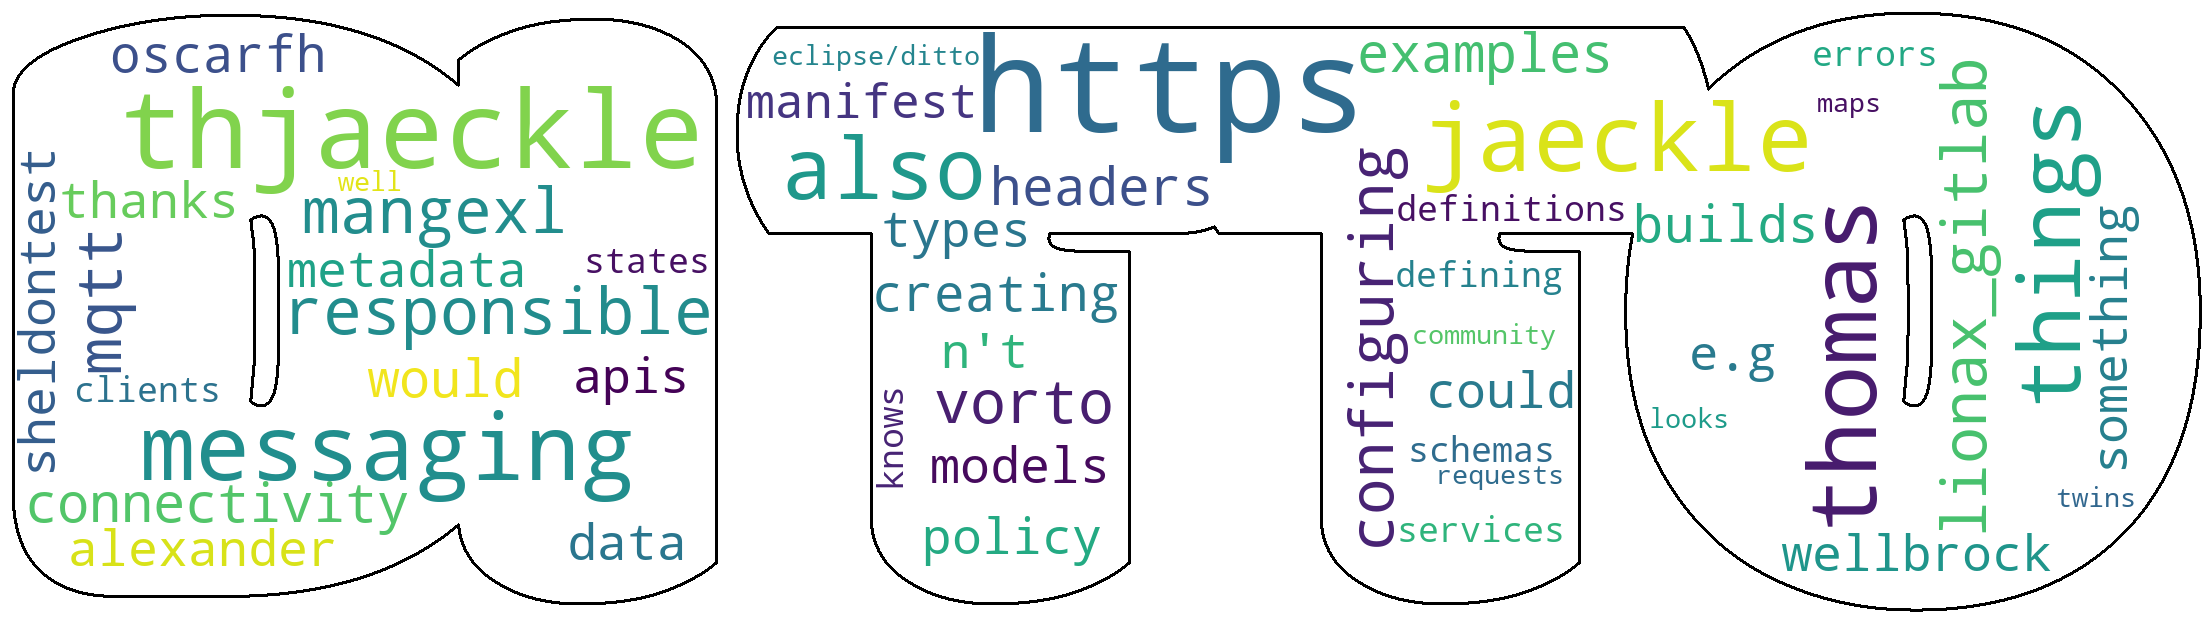 oscarfh
thjaeckle
well
thanks
mangexl
sheldontest
mqtt
metadata
states
responsible
clients
would
apis
messaging
connectivity
alexander
data
eclipse/ditto
https
examples
manifest
also
headers
jaeckle
types
configuring
definitions
creating
defining
n't
community
knows
vorto
could
models
schemas
requests
policy
services
errors
maps
builds
thomas
lionax_gitlab
things
something
e.g
looks
twins
wellbrock